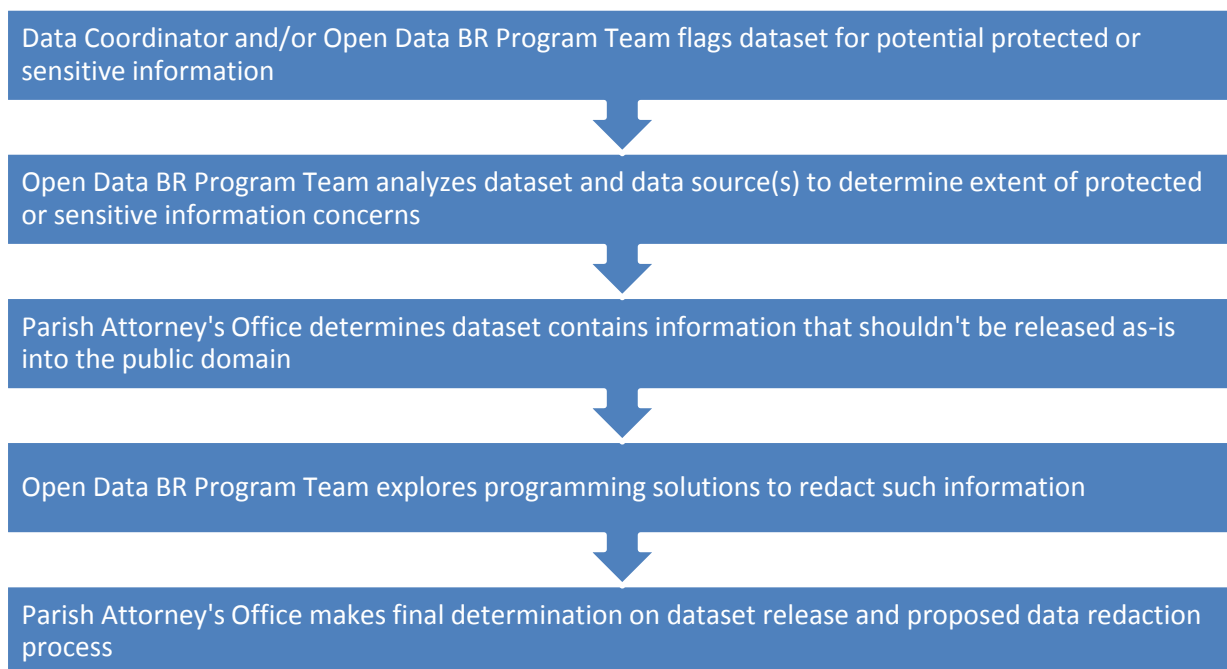 Data Coordinator and/or Open Data BR Program Team flags dataset for potential protected or
sensitive information
Open Data BR Program Team analyzes dataset and data source(s) to determine extent of protected
or sensitive information concerns
Parish Attorney's Office determines dataset contains information that shouldn't be released as-is
into the public domain
Open Data BR Program Team explores programming solutions to redact such information
Parish Attorney's Office makes final determination on dataset release and proposed data redaction
process